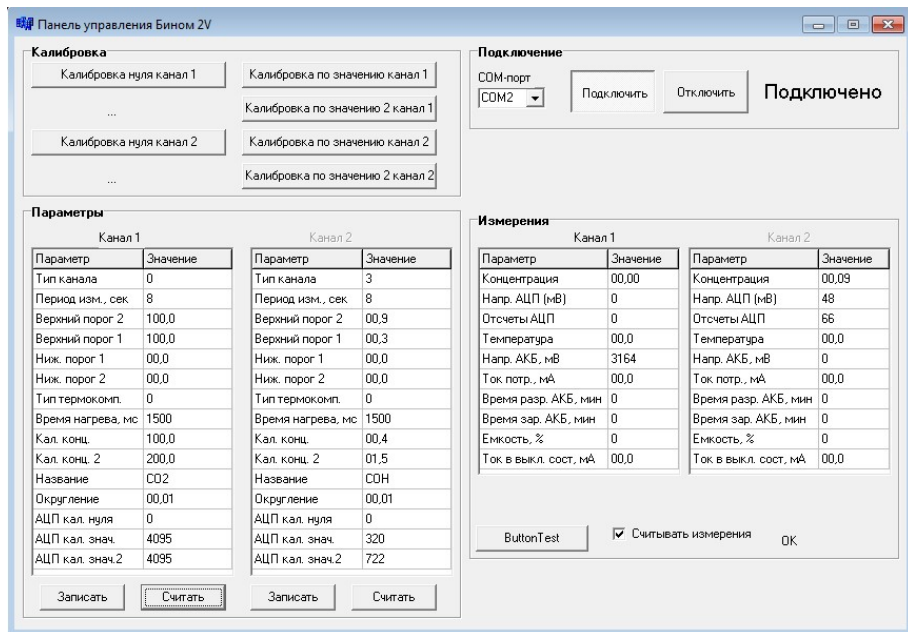 Панель управления Бином 2V
Калибровка
Калибровка нуля канал 1
Калибровка по значению канал 1
...
Калибровка по значению 2 канал 1
Калибровка нуля канал 2
Калибровка по значению канал 2
...
Калибровка по значению 2 канал 2
Подключение
COM-порт
COM2
Подключить
Отключить
Подключено
Параметры
Канал 1
Параметр Значение
Тип канала 0
Период изм., сек 8
Верхний порог 2 100,0
Верхний порог 1 100,0
Ниж. порог 1 00,0
Ниж. порог 2 00,0
Тип термокомп. 0
Время нагрева, мс 1500
Кал. конц. 100,0
Кал. конц. 2 200,0
Название CO2
Округление 00,01
АЦП кал. нуля 0
АЦП кал. знач. 4095
АЦП кал. знач.2 4095
Записать
Считать
Канал 2
Параметр Значение
Тип канала 3
Период изм., сек 8
Верхний порог 2 00,9
Верхний порог 1 00,3
Ниж. порог 1 00,0
Ниж. порог 2 00,0
Тип термокомп. 0
Время нагрева, мс 1500
Кал. конц. 00,4
Кал. конц. 2 01,5
Название COH
Округление 00,01
АЦП кал. нуля 0
АЦП кал. знач. 320
АЦП кал. знач.2 722
Записать
Считать
Измерения
Канал 1
Параметр Значение
Концентрация 00,00
Напр. АЦП (мВ) 0
Отсчеты АЦП 0
Температура 00,0
Напр. АКБ, мВ 3164
Ток потр., мА 00,0
Время разр. АКБ, мин 0
Время зар. АКБ, мин 0
Емкость, % 0
Ток в выкл. сост, мА 00,0
Канал 2
Параметр Значение
Концентрация 00,09
Напр. АЦП (мВ) 48
Отсчеты АЦП 66
Температура 00,0
Напр. АКБ, мВ 0
Ток потр., мА 00,0
Время разр. АКБ, мин 0
Время зар. АКБ, мин 0
Емкость, % 0
Ток в выкл. сост, мА 00,0
ButtonTest
Считывать измерения
OK